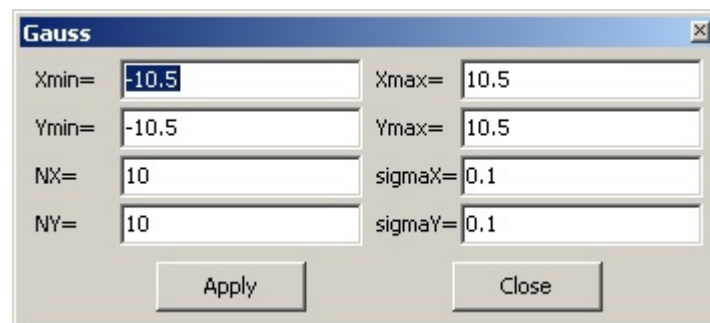 Gauss
Xmin= -10.5 Xmax= 10.5
Ymin= -10.5 Ymax= 10.5
NX= 10 sigmaX= 0.1
NY= 10 sigmaY= 0.1
Apply Close